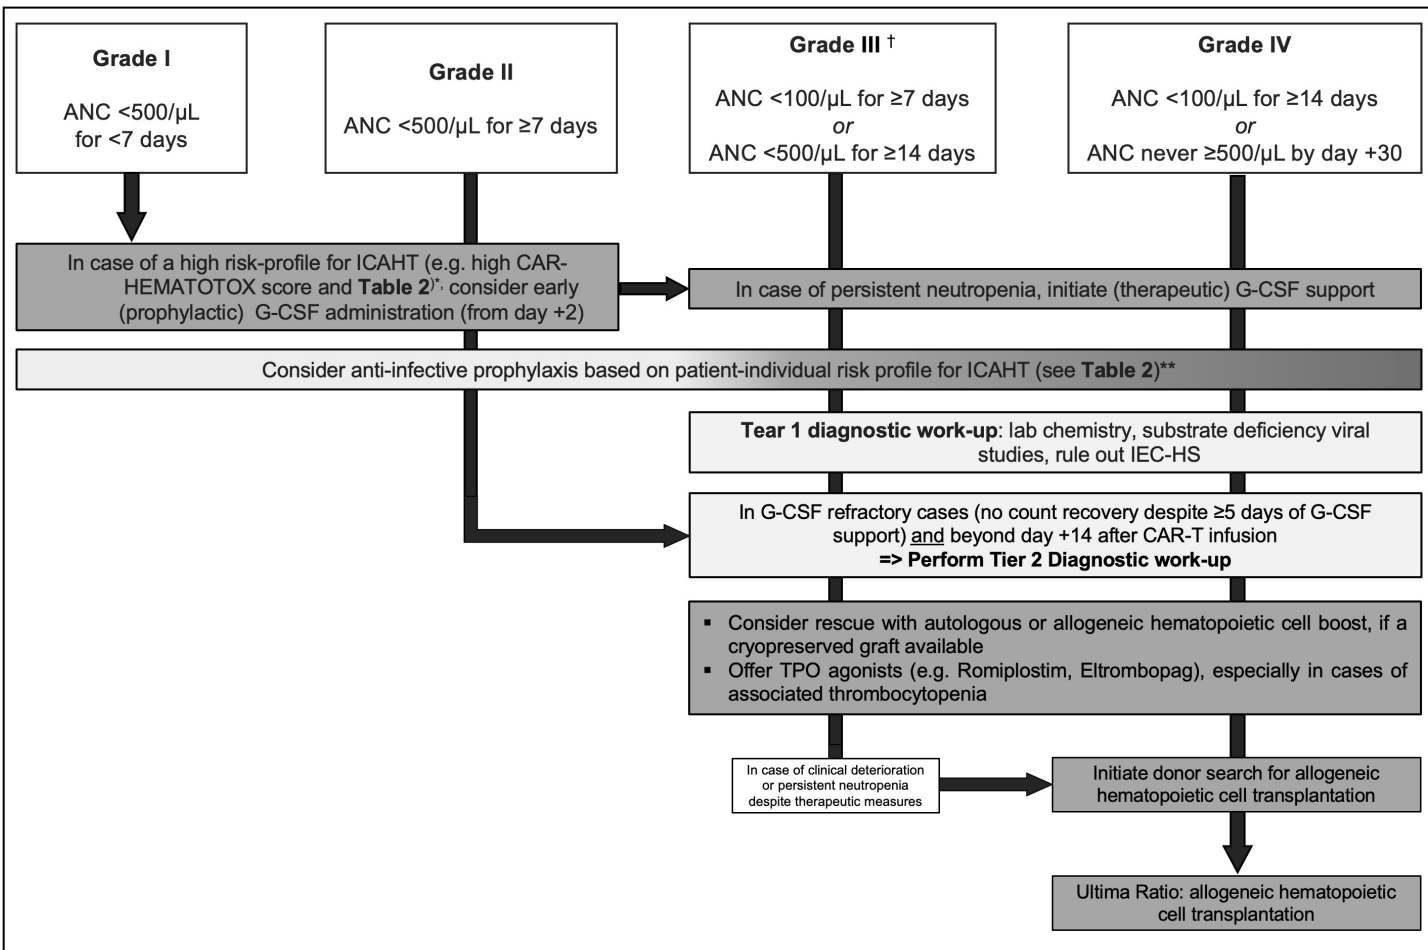 Grade I
ANC <500/µL
for <7 days
Grade II
ANC <500/µL for ≥7 days
Grade III †
ANC <100/µL for ≥7 days
or
ANC <500/µL for ≥14 days
Grade IV
ANC <100/µL for ≥14 days
or
ANC never ≥500/µL by day +30
In case of a high risk-profile for ICAHT (e.g. high CAR-
HEMATOTOX score and Table 2)*, consider early
(prophylactic) G-CSF administration (from day +2)
In case of persistent neutropenia, initiate (therapeutic) G-CSF support
Consider anti-infective prophylaxis based on patient-individual risk profile for ICAHT (see Table 2)**
Tear 1 diagnostic work-up: lab chemistry, substrate deficiency viral
studies, rule out IEC-HS
In G-CSF refractory cases (no count recovery despite ≥5 days of G-CSF
support) and beyond day +14 after CAR-T infusion
=> Perform Tier 2 Diagnostic work-up
▪ Consider rescue with autologous or allogeneic hematopoietic cell boost, if a
cryopreserved graft available
▪ Offer TPO agonists (e.g. Romiplostim, Eltrombopag), especially in cases of
associated thrombocytopenia
In case of clinical deterioration
or persistent neutropenia
despite therapeutic measures
Initiate donor search for allogeneic
hematopoietic cell transplantation
Ultima Ratio: allogeneic hematopoietic
cell transplantation